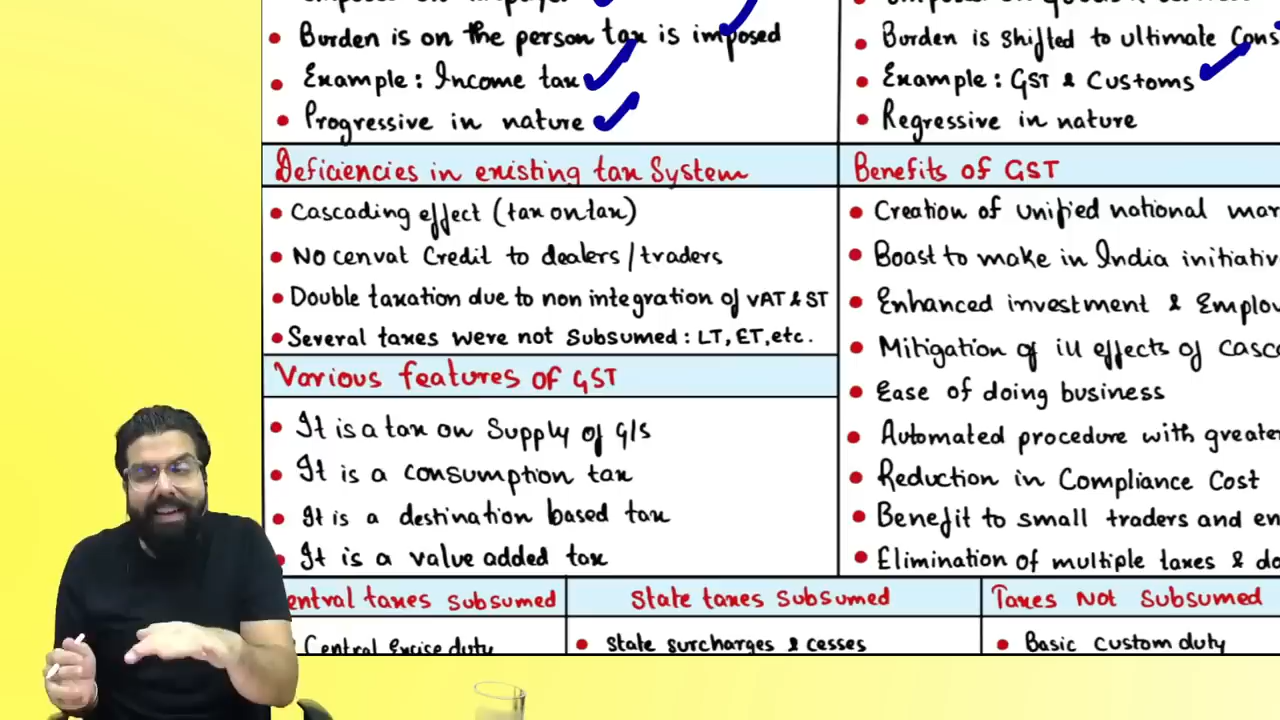 Burden is on the person tax is imposed
Example: Income tax
Progressive in nature
Burden is shifted to ultimate
Example: GST & Customs
Regressive in nature
Deficiencies in existing tax System
Cascading effect (tax on tax)
No cenvat Credit to dealers/traders
Double taxation due to non integration of VAT & ST
Several taxes were not Subsumed: LT, ET, etc.
Various features of GST
It is a tax on Supply of G/S
It is a consumption tax
It is a destination based tax
It is a value added tax
Benefits of GST
Creation of unified national
Boast to make in India
Enhanced investment &
Mitigation of ill effects of
Ease of doing business
Automated procedure with greater
Reduction in Compliance Cost
Benefit to small traders and
Elimination of multiple taxes &
entral taxes subsumed
Central Excise duty
State taxes Subsumed
State surcharges & cesses
Taxes Not Subsumed
Basic custom duty